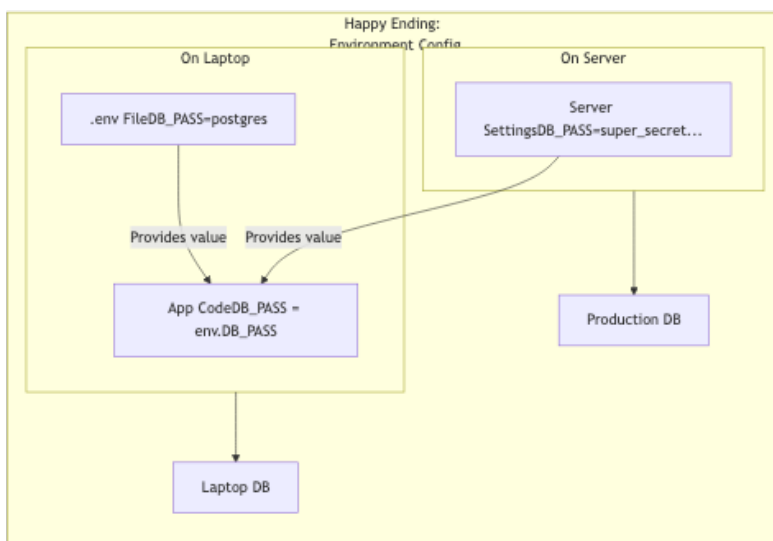 Happy Ending:
Environment Config
On Laptop
On Server
.env FileDB_PASS=postgres
Server
SettingsDB_PASS=super_secret...
Provides value
Provides value
App CodeDB_PASS =
env.DB_PASS
Production DB
Laptop DB